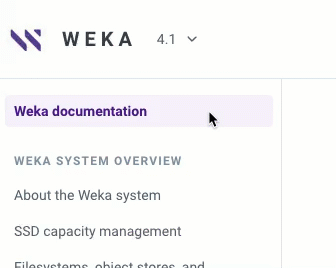 WEKA 4.1
Weka documentation
WEKA SYSTEM OVERVIEW
About the Weka system
SSD capacity management
Filesystems, object stores, and